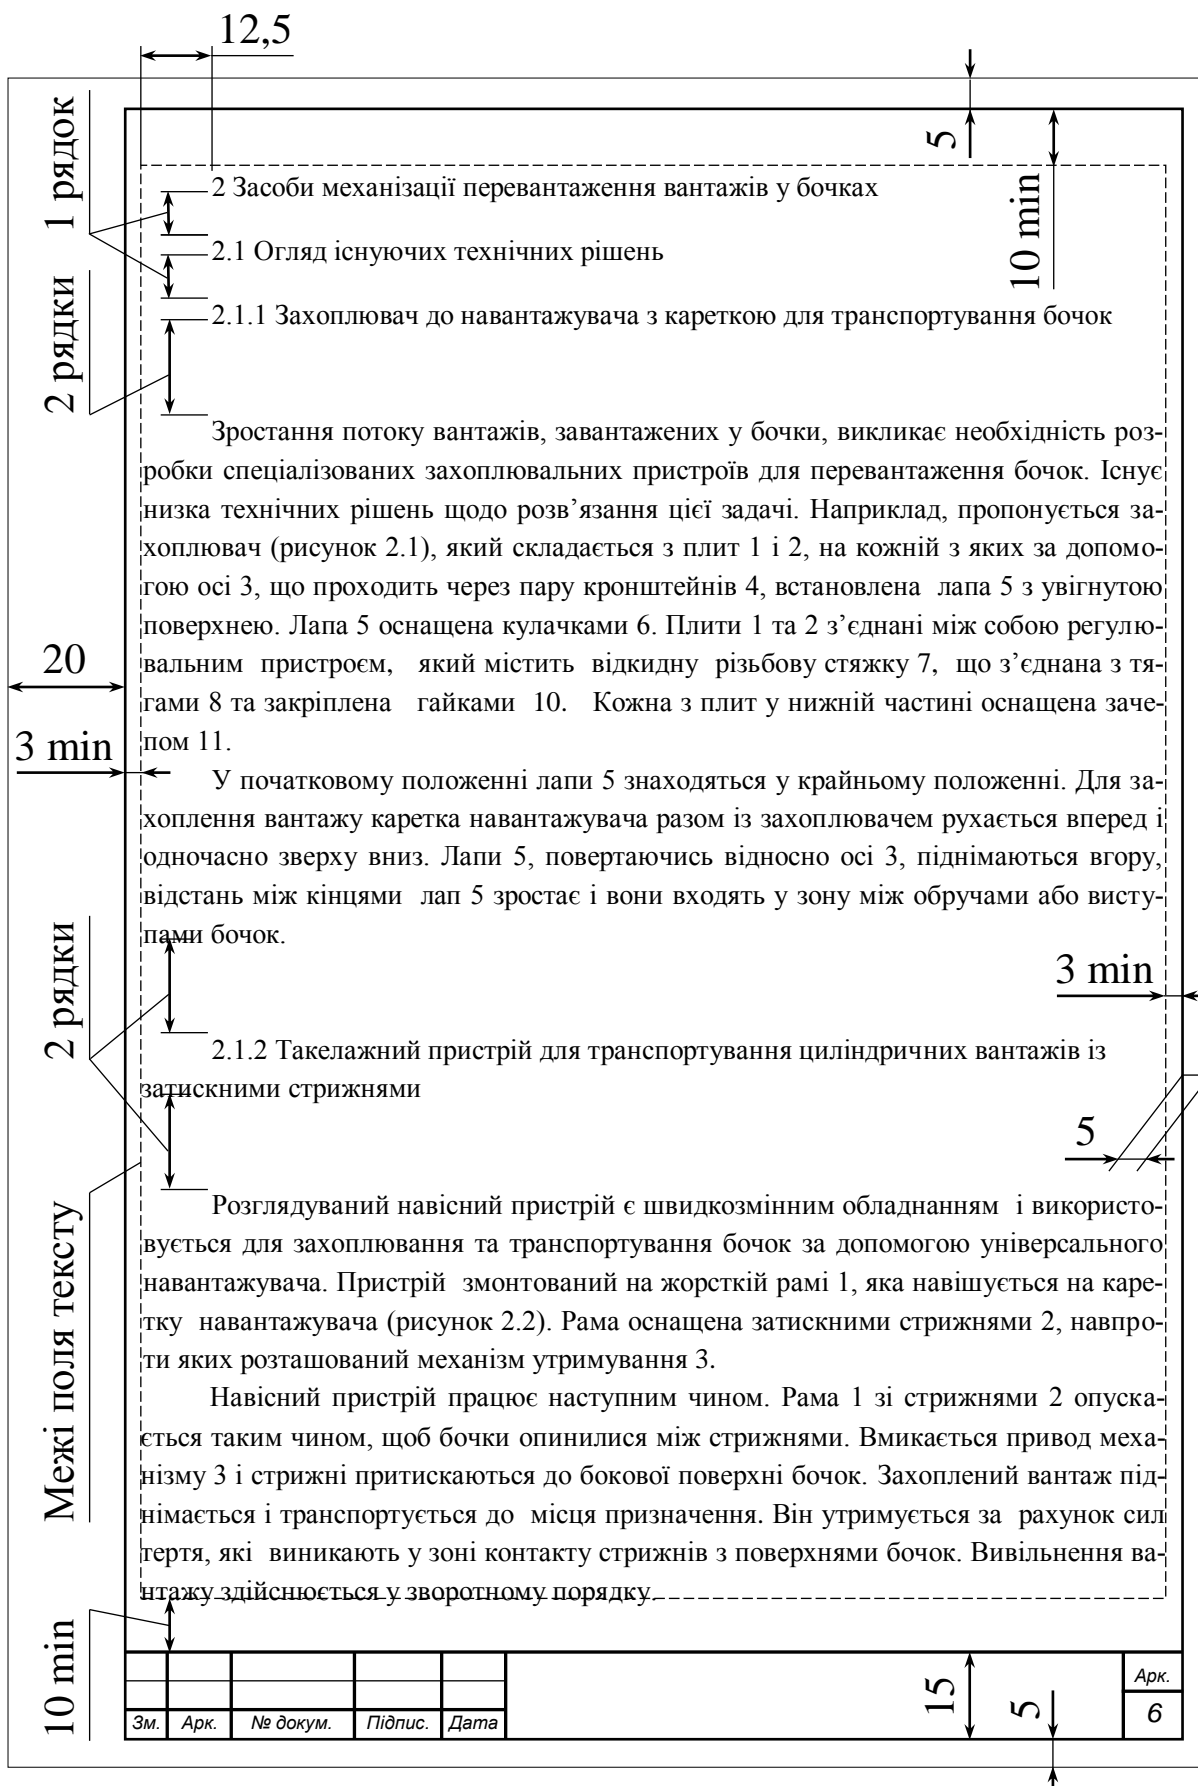 12,5
1 рядок
5
10 min
2 Засоби механізації перевантаження вантажів у бочках
2.1 Огляд існуючих технічних рішень
2 рядки
2.1.1 Захоплювач до навантажувача з кареткою для транспортування бочок
Зростання потоку вантажів, завантажених у бочки, викликає необхідність роз-
робки спеціалізованих захоплювальних пристроїв для перевантаження бочок. Існує
низка технічних рішень щодо розв’язання цієї задачі. Наприклад, пропонується за-
хоплювач (рисунок 2.1), який складається з плит 1 і 2, на кожній з яких за допомо-
гою осі 3, що проходить через пару кронштейнів 4, встановлена лапа 5 з увігнутою
поверхнею. Лапа 5 оснащена кулачками 6. Плити 1 та 2 з’єднані між собою регулю-
вальним пристроєм, який містить відкидну різьбову стяжку 7, що з’єднана з тя-
гами 8 та закріплена гайками 10. Кожна з плит у нижній частині оснащена заче-
пом 11.
20
3 min
У початковому положенні лапи 5 знаходяться у крайньому положенні. Для за-
хоплення вантажу каретка навантажувача разом із захоплювачем рухається вперед і
одночасно зверху вниз. Лапи 5, повертаючись відносно осі 3, піднімаються вгору,
відстань між кінцями лап 5 зростає і вони входять у зону між обручами або висту-
пами бочок.
2 рядки
3 min
2.1.2 Такелажний пристрій для транспортування циліндричних вантажів із
затискними стрижнями
5
Межі поля тексту
Розглядуваний навісний пристрій є швидкозмінним обладнанням і використо-
вується для захоплювання та транспортування бочок за допомогою універсального
навантажувача. Пристрій змонтований на жорсткій рамі 1, яка навішується на каре-
тку навантажувача (рисунок 2.2). Рама оснащена затискними стрижнями 2, навпро-
ти яких розташований механізм утримування 3.
Навісний пристрій працює наступним чином. Рама 1 зі стрижнями 2 опуска-
ється таким чином, щоб бочки опинилися між стрижнями. Вмикається привод меха-
нізму 3 і стрижні притискаються до бокової поверхні бочок. Захоплений вантаж під-
німається і транспортується до місця призначення. Він утримується за рахунок сил
тертя, які виникають у зоні контакту стрижнів з поверхнями бочок. Вивільнення ва-
нтажу здійснюється у зворотному порядку.
10 min
15
5
Арк.
6
Зм. Арк. № докум. Підпис. Дата